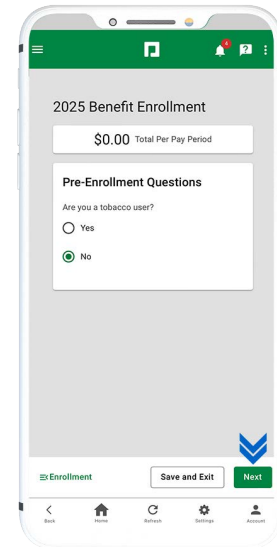 6
?
2025 Benefit Enrollment
$0.00 Total Per Pay Period
Pre-Enrollment Questions
Are you a tobacco user?
Yes
No
Enrollment
Save and Exit
Next
Back Home Refresh Settings Account